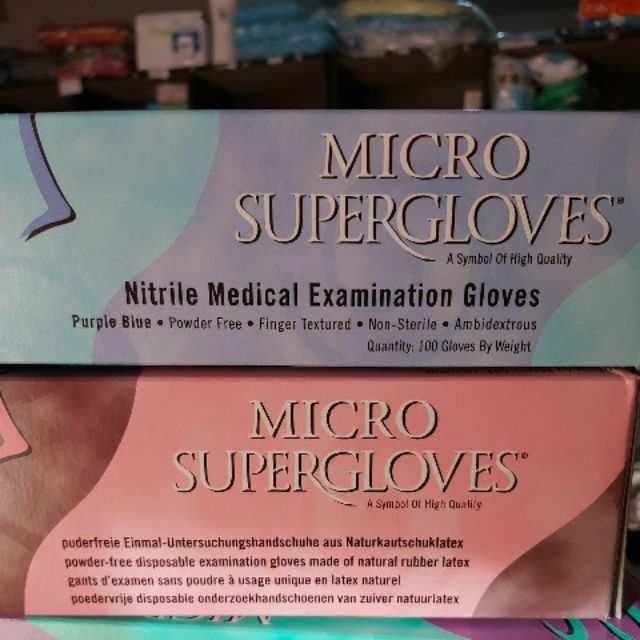 MICRO
SUPERGLOVES®
A Symbol Of High Quality
Nitrile Medical Examination Gloves
Purple Blue • Powder Free • Finger Textured • Non-Sterile • Ambidextrous
Quantity: 100 Gloves By Weight
MICRO
SUPERGLOVES®
A Symbol Of High Quality
puderfreie Einmal-Untersuchungshandschuhe aus Naturkautschuklatex
powder-free disposable examination gloves made of natural rubber latex
gants d'examen sans poudre à usage unique en latex naturel
poedervrije disposable onderzoekhandschoenen van zuiver natuurlatex